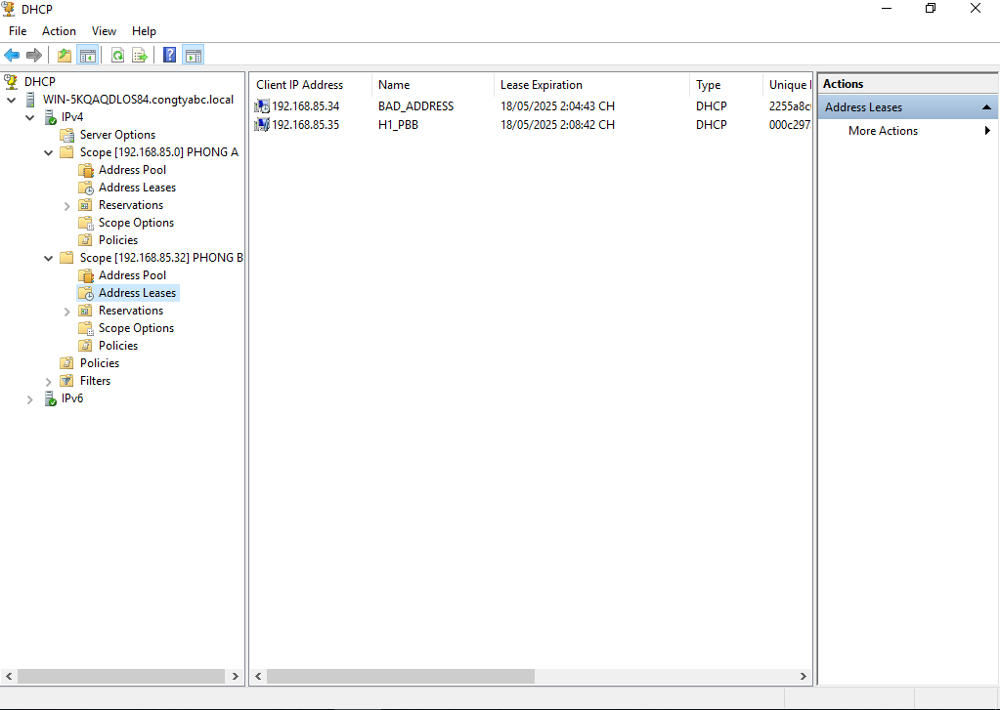 DHCP
File Action View Help
DHCP
WIN-5KQAQDLOS84.congtyabc.local
IPv4
Server Options
Scope [192.168.85.0] PHONG A
Address Pool
Address Leases
Reservations
Scope Options
Policies
Scope [192.168.85.32] PHONG B
Address Pool
Address Leases
Reservations
Scope Options
Policies
Policies
Filters
IPv6
Client IP Address Name Lease Expiration Type Unique I
192.168.85.34 BAD_ADDRESS 18/05/2025 2:04:43 CH DHCP 2255a8c
192.168.85.35 H1_PBB 18/05/2025 2:08:42 CH DHCP 000c297
Actions
Address Leases
More Actions